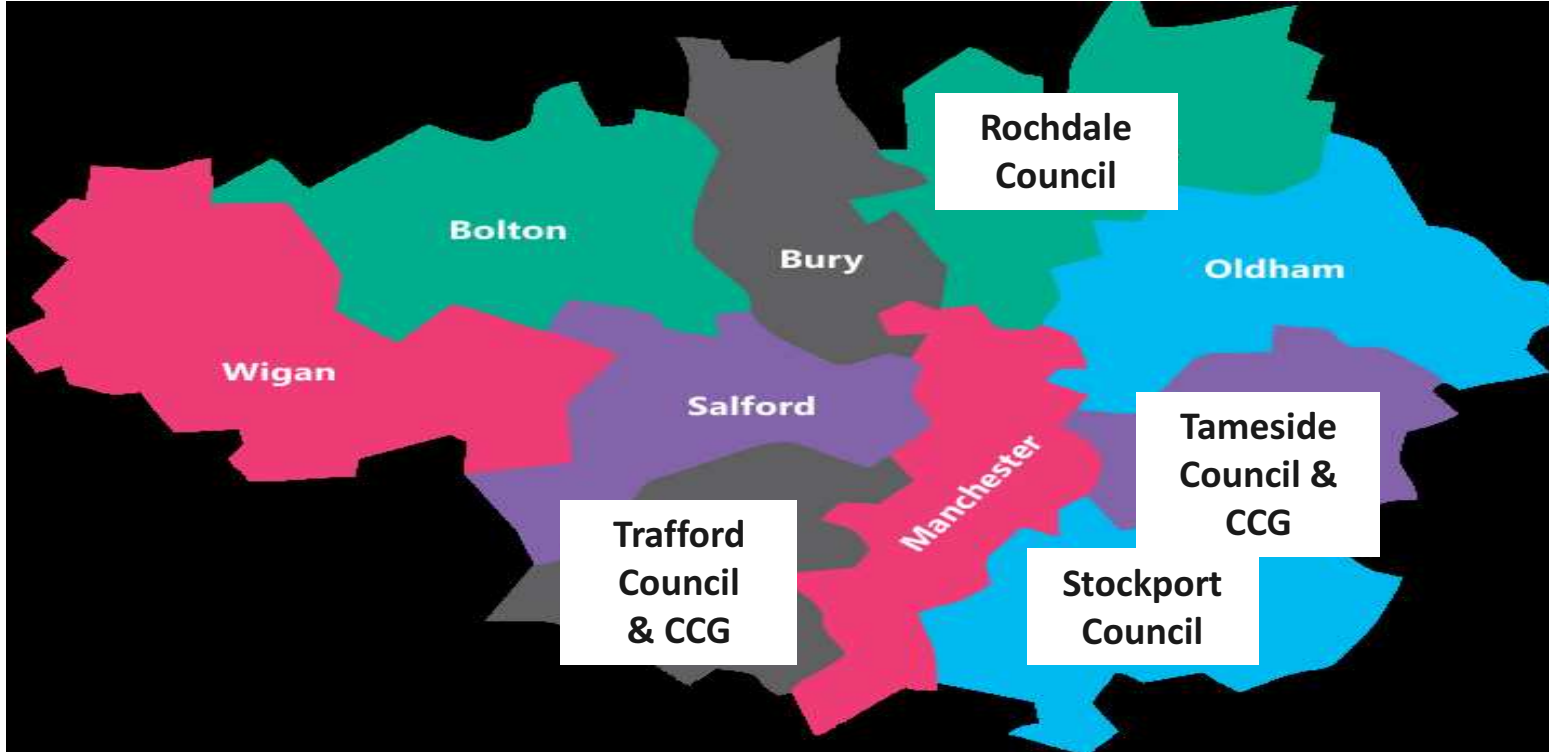 Rochdale
Council
Bolton
Bury
Oldham
Wigan
Salford
Manchester
Tameside
Council &
CCG
Trafford
Council
& CCG
Stockport
Council